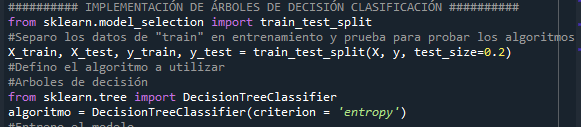 ########## IMPLEMENTACIÓN DE ÁRBOLES DE DECISIÓN CLASIFICACIÓN ##########
from sklearn.model_selection import train_test_split
#Separo los datos de "train" en entrenamiento y prueba para probar los algoritmos
X_train, X_test, y_train, y_test = train_test_split(X, y, test_size=0.2)
#Defino el algoritmo a utilizar
#Arboles de decisión
from sklearn.tree import DecisionTreeClassifier
algoritmo = DecisionTreeClassifier(criterion = 'entropy')
#Entreno el modelo